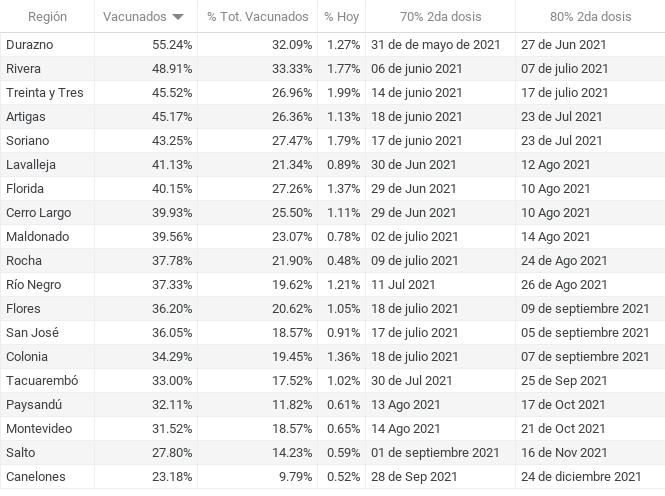 Región Vacunados % Tot. Vacunados % Hoy 70% 2da dosis 80% 2da dosis
Durazno 55.24% 32.09% 1.27% 31 de de mayo de 2021 27 de Jun 2021
Rivera 48.91% 33.33% 1.77% 06 de junio 2021 07 de julio 2021
Treinta y Tres 45.52% 26.96% 1.99% 14 de junio 2021 17 de julio 2021
Artigas 45.17% 26.36% 1.13% 18 de junio 2021 23 de Jul 2021
Soriano 43.25% 27.47% 1.79% 17 de junio 2021 23 de Jul 2021
Lavalleja 41.13% 21.34% 0.89% 30 de Jun 2021 12 Ago 2021
Florida 40.15% 27.26% 1.37% 29 de Jun 2021 10 Ago 2021
Cerro Largo 39.93% 25.50% 1.11% 29 de Jun 2021 10 Ago 2021
Maldonado 39.56% 23.07% 0.78% 02 de julio 2021 14 Ago 2021
Rocha 37.78% 21.90% 0.48% 09 de julio 2021 24 de Ago 2021
Río Negro 37.33% 19.62% 1.21% 11 Jul 2021 26 de Ago 2021
Flores 36.20% 20.62% 1.05% 18 de julio 2021 09 de septiembre 2021
San José 36.05% 18.57% 0.91% 17 de julio 2021 05 de septiembre 2021
Colonia 34.29% 19.45% 1.36% 18 de julio 2021 07 de septiembre 2021
Tacuarembó 33.00% 17.52% 1.02% 30 de Jul 2021 25 de Sep 2021
Paysandú 32.11% 11.82% 0.61% 13 Ago 2021 17 de Oct 2021
Montevideo 31.52% 18.57% 0.65% 14 Ago 2021 21 de Oct 2021
Salto 27.80% 14.23% 0.59% 01 de septiembre 2021 16 de Nov 2021
Canelones 23.18% 9.79% 0.52% 28 de Sep 2021 24 de diciembre 2021